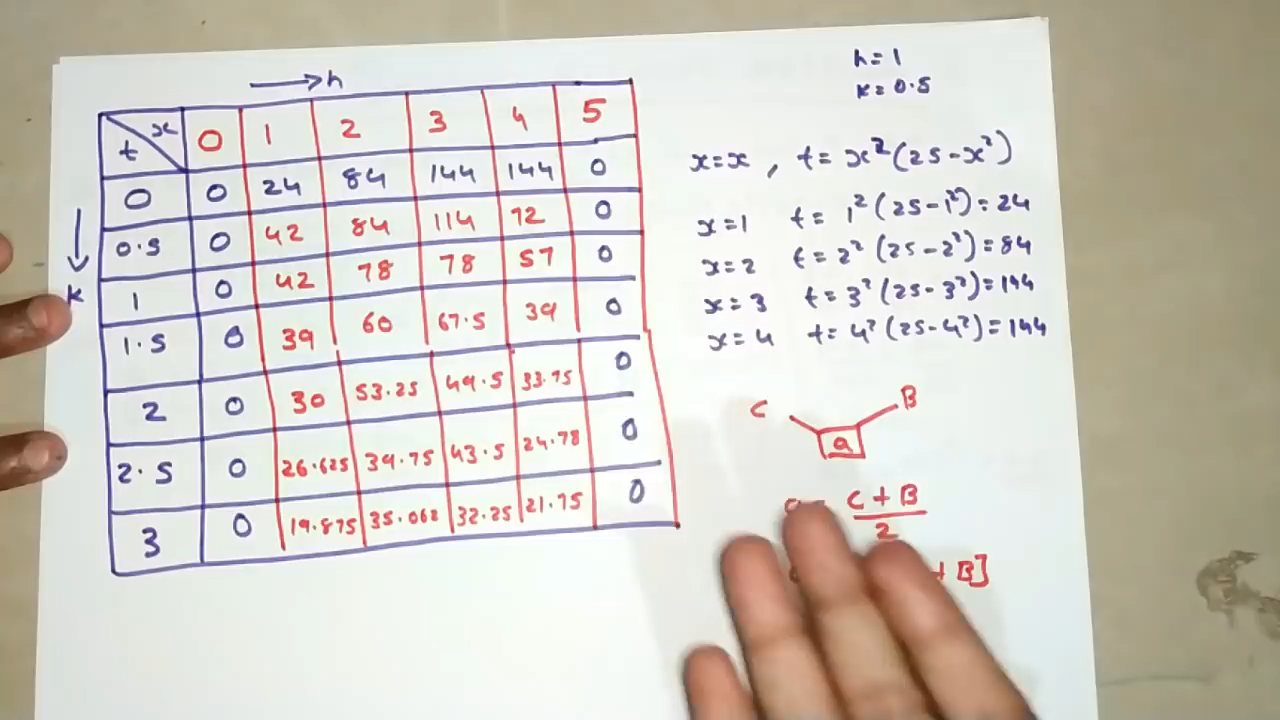 → h
x
t
0 1 2 3 4 5
0 0 24 84 144 144 0
0.5 0 42 84 114 72 0
1 0 42 78 78 57 0
1.5 0 39 60 67.5 39 0
2 0 30 53.25 49.5 33.75 0
2.5 0 26.625 39.75 43.5 24.78 0
3 0 19.875 35.062 32.25 21.75 0
↓
k
h=1
k=0.5
x=x , t= x²(25-x²)
x=1 t= 1²(25-1²)=24
x=2 t= 2²(25-2²)=84
x=3 t= 3²(25-3²)=144
x=4 t= 4²(25-4²)=144
C B
a
C+B
2
B]